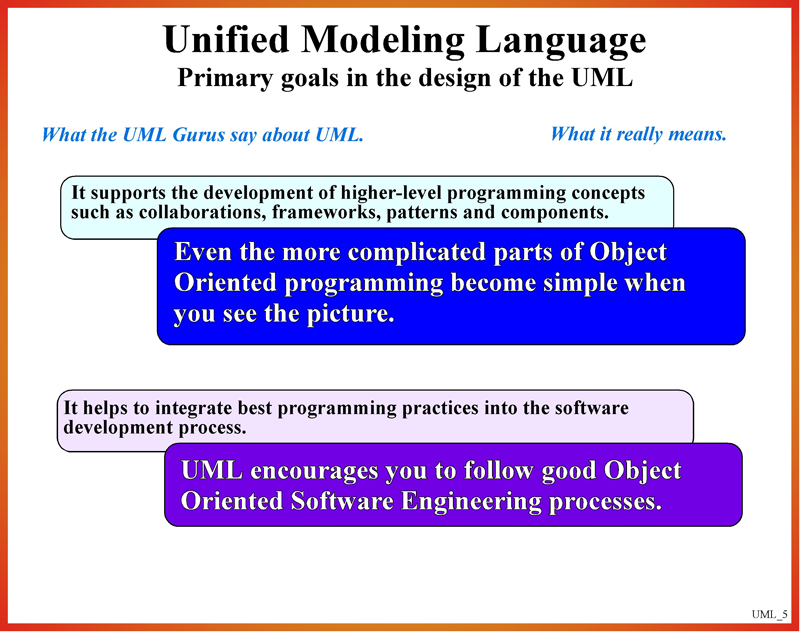 Unified Modeling Language
Primary goals in the design of the UML
What the UML Gurus say about UML.
What it really means.
It supports the development of higher-level programming concepts
such as collaborations, frameworks, patterns and components.
Even the more complicated parts of Object
Oriented programming become simple when
you see the picture.
It helps to integrate best programming practices into the software
development process.
UML encourages you to follow good Object
Oriented Software Engineering processes.
UML_5